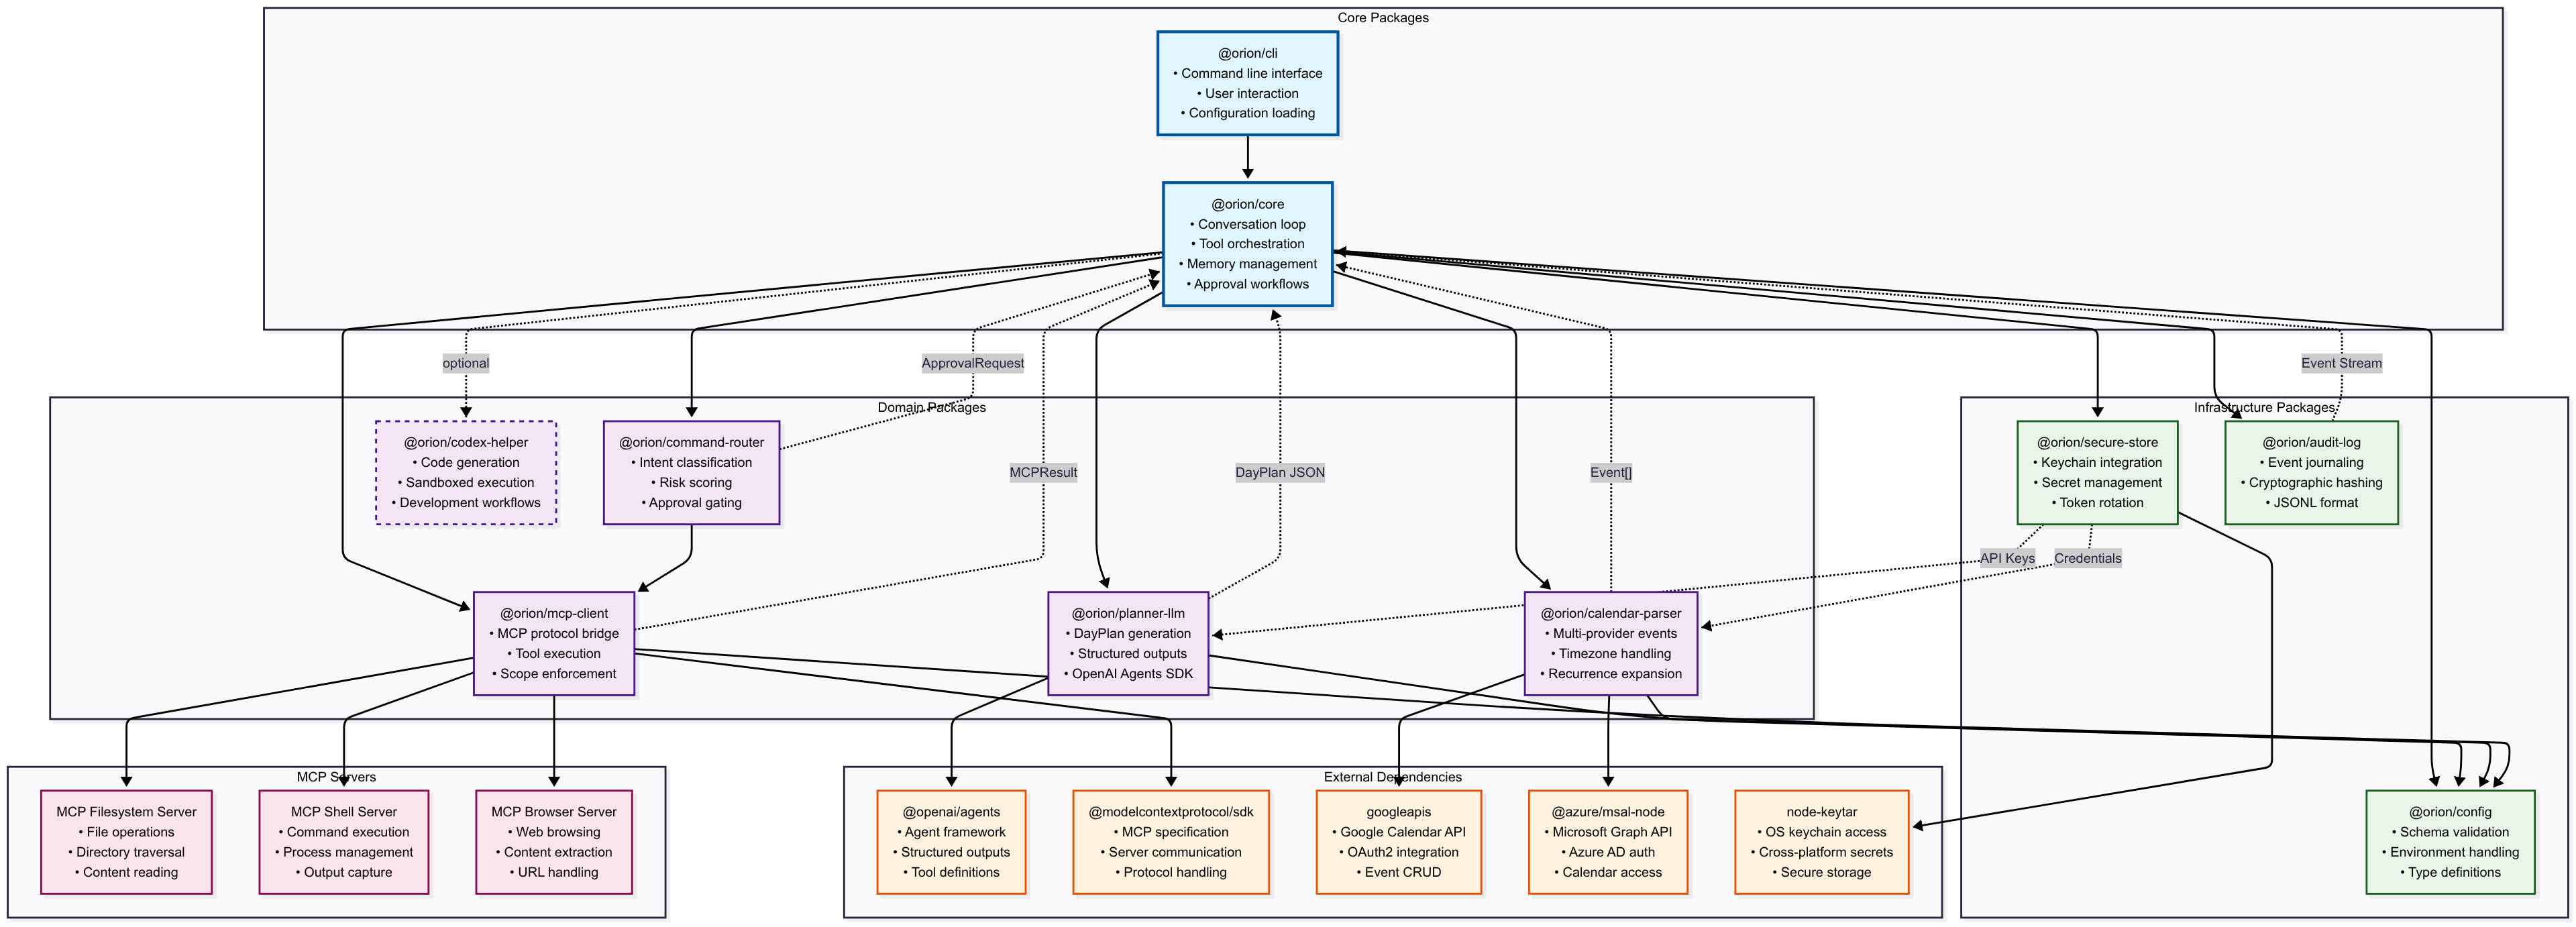 Core Packages
@orion/cli
• Command line interface
• User interaction
• Configuration loading
@orion/core
• Conversation loop
• Tool orchestration
• Memory management
• Approval workflows
optional
ApprovalRequest
Event Stream
Domain Packages
Infrastructure Packages
@orion/codex-helper
• Code generation
• Sandboxed execution
• Development workflows
@orion/command-router
• Intent classification
• Risk scoring
• Approval gating
MCPResult
DayPlan JSON
Event[]
@orion/secure-store
• Keychain integration
• Secret management
• Token rotation
@orion/audit-log
• Event journaling
• Cryptographic hashing
• JSONL format
API Keys
Credentials
@orion/mcp-client
• MCP protocol bridge
• Tool execution
• Scope enforcement
@orion/planner-llm
• DayPlan generation
• Structured outputs
• OpenAI Agents SDK
@orion/calendar-parser
• Multi-provider events
• Timezone handling
• Recurrence expansion
MCP Servers
External Dependencies
MCP Filesystem Server
• File operations
• Directory traversal
• Content reading
MCP Shell Server
• Command execution
• Process management
• Output capture
MCP Browser Server
• Web browsing
• Content extraction
• URL handling
@openai/agents
• Agent framework
• Structured outputs
• Tool definitions
@modelcontextprotocol/sdk
• MCP specification
• Server communication
• Protocol handling
googleapis
• Google Calendar API
• OAuth2 integration
• Event CRUD
@azure/msal-node
• Microsoft Graph API
• Azure AD auth
• Calendar access
node-keytar
• OS keychain access
• Cross-platform secrets
• Secure storage
@orion/config
• Schema validation
• Environment handling
• Type definitions